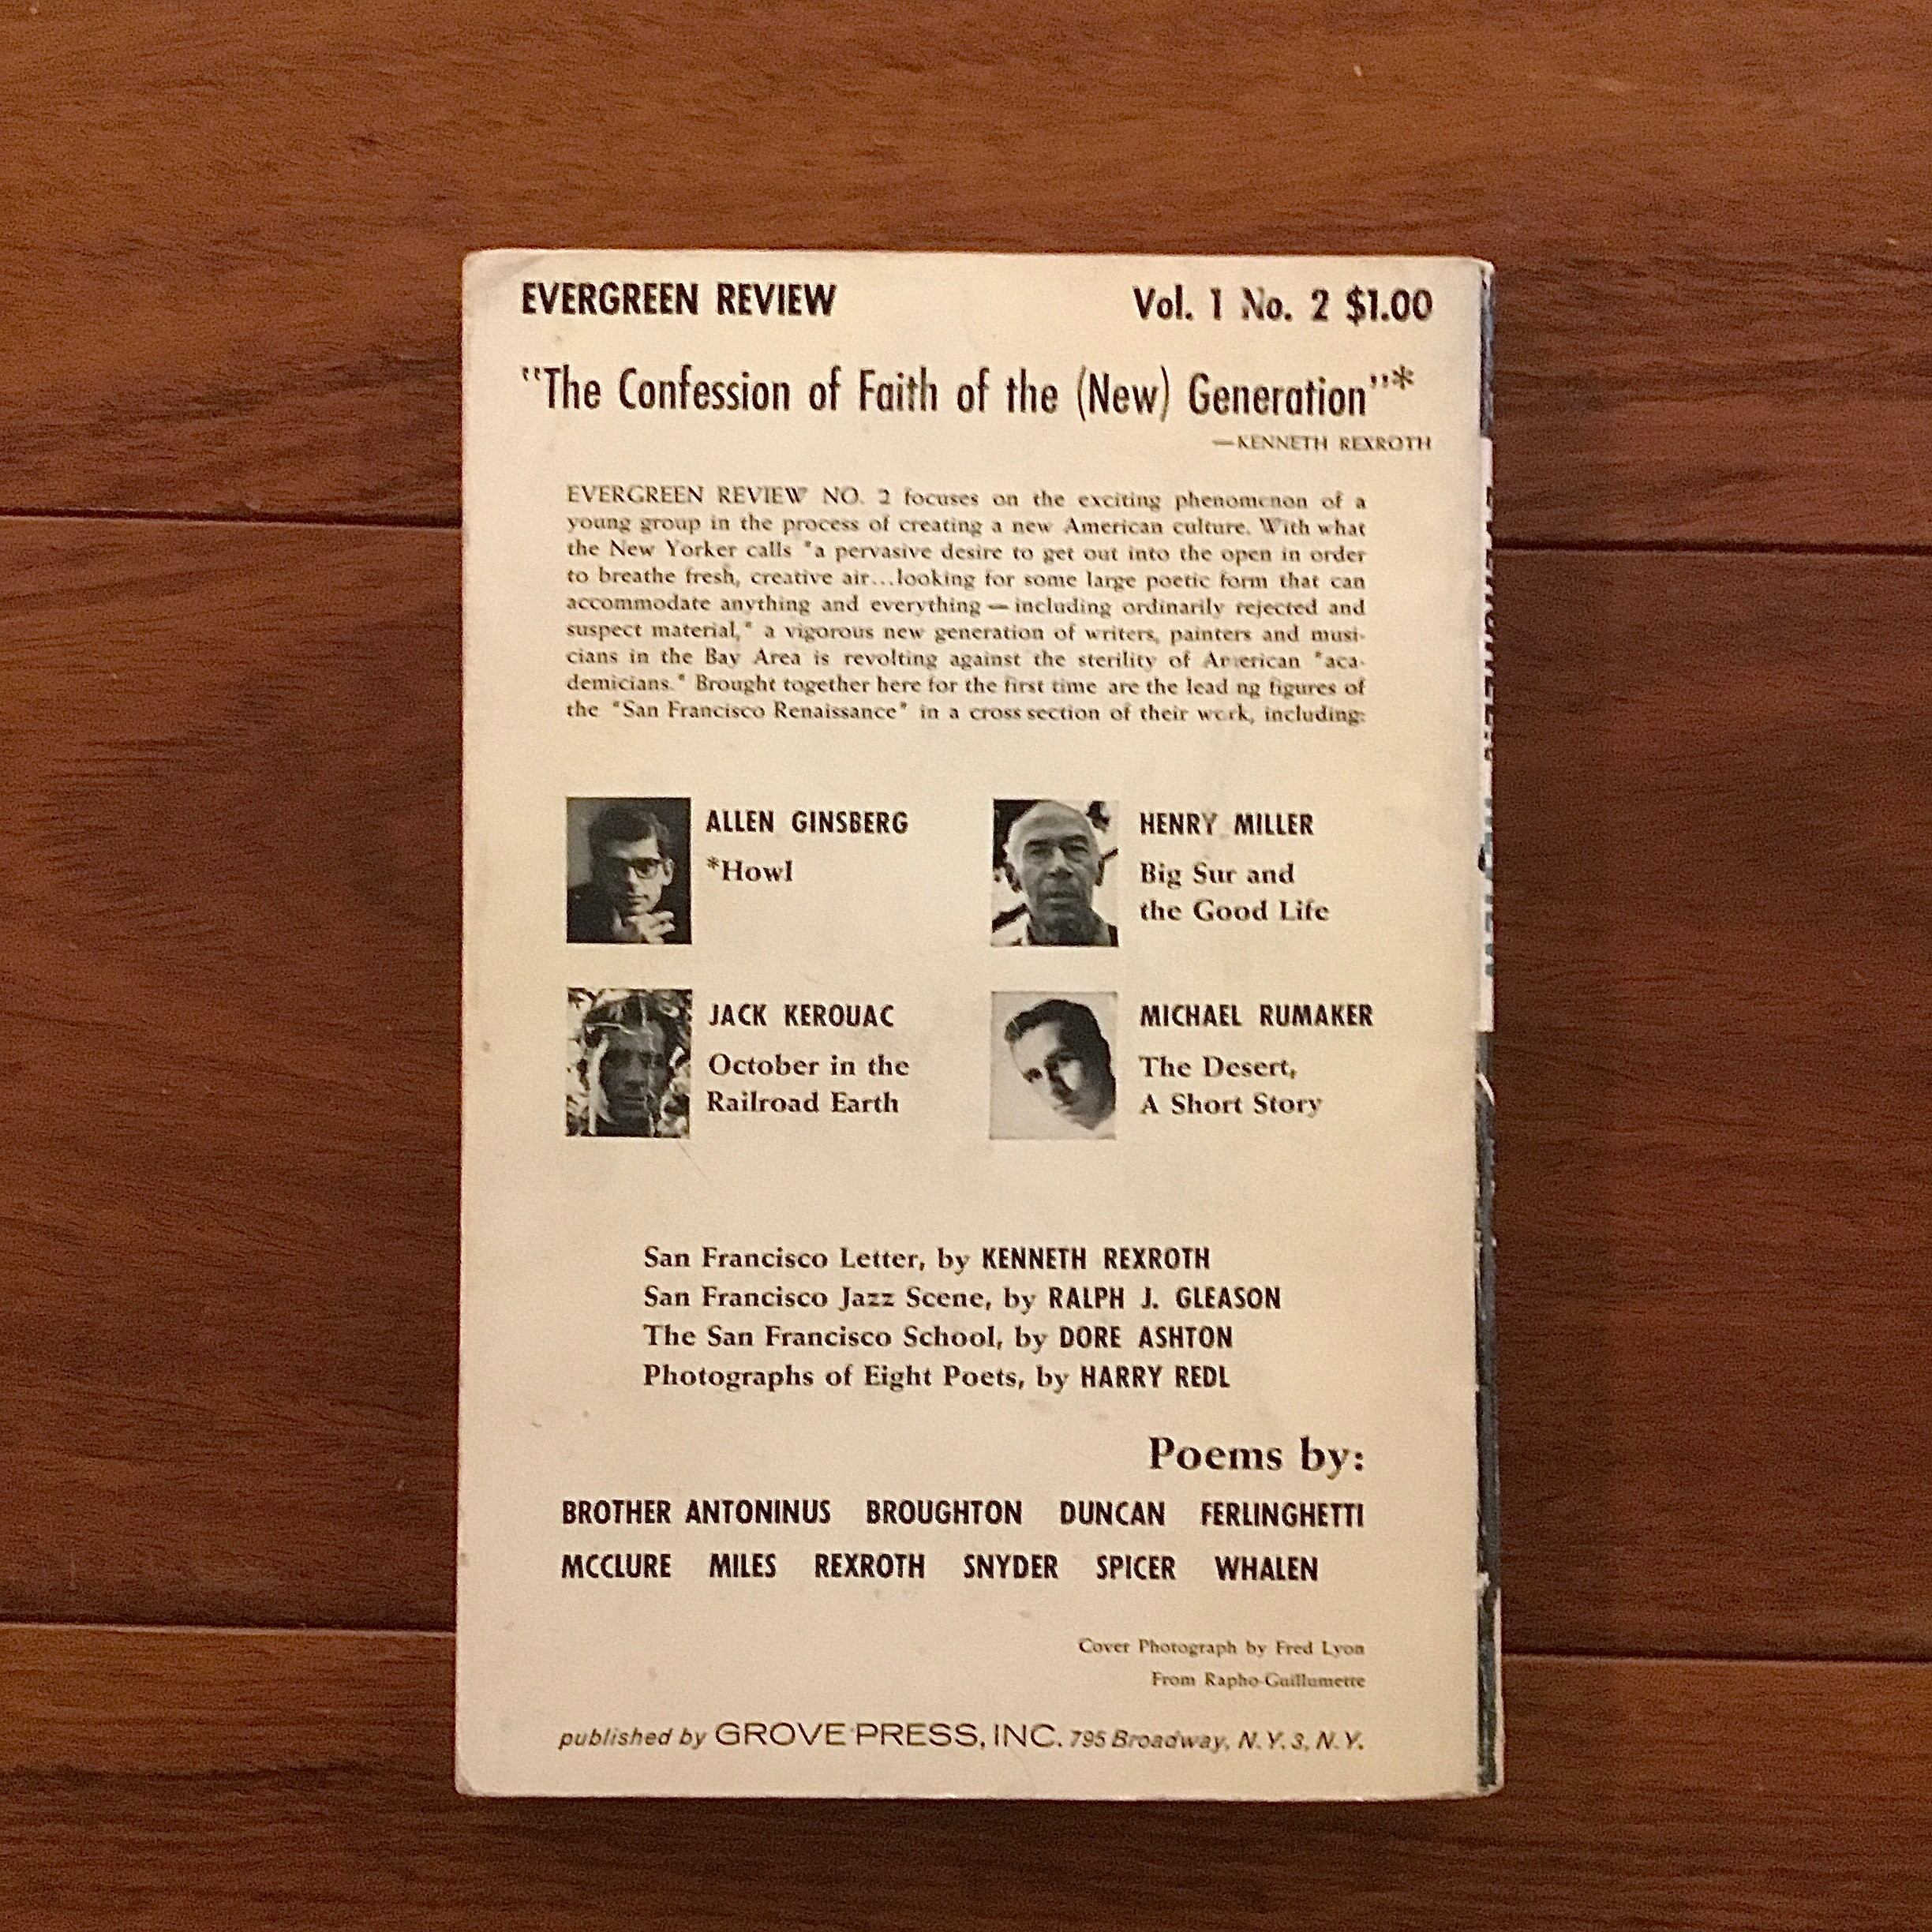 EVERGREEN REVIEW Vol. 1 No. 2 $1.00
"The Confession of Faith of the (New) Generation"*
—KENNETH REXROTH
EVERGREEN REVIEW NO. 2 focuses on the exciting phenomenon of a
young group in the process of creating a new American culture. With what
the New Yorker calls "a pervasive desire to get out into the open in order
to breathe fresh, creative air...looking for some large poetic form that can
accommodate anything and everything — including ordinarily rejected and
suspect material," a vigorous new generation of writers, painters and musi-
cians in the Bay Area is revolting against the sterility of American "aca-
demicians." Brought together here for the first time are the lead ng figures of
the "San Francisco Renaissance" in a cross section of their work, including:
ALLEN GINSBERG
*Howl
HENRY MILLER
Big Sur and
the Good Life
JACK KEROUAC
October in the
Railroad Earth
MICHAEL RUMAKER
The Desert,
A Short Story
San Francisco Letter, by KENNETH REXROTH
San Francisco Jazz Scene, by RALPH J. GLEASON
The San Francisco School, by DORE ASHTON
Photographs of Eight Poets, by HARRY REDL
Poems by:
BROTHER ANTONINUS BROUGHTON DUNCAN FERLINGHETTI
MCCLURE MILES REXROTH SNYDER SPICER WHALEN
Cover Photograph by Fred Lyon
From Rapho-Guillumette
published by GROVE PRESS, INC. 795 Broadway, N.Y. 3, N.Y.